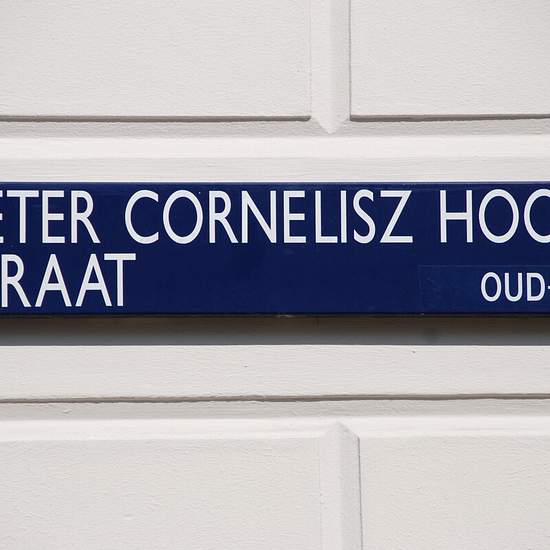 ETER CORNELISZ HOO
RAAT
OUD-